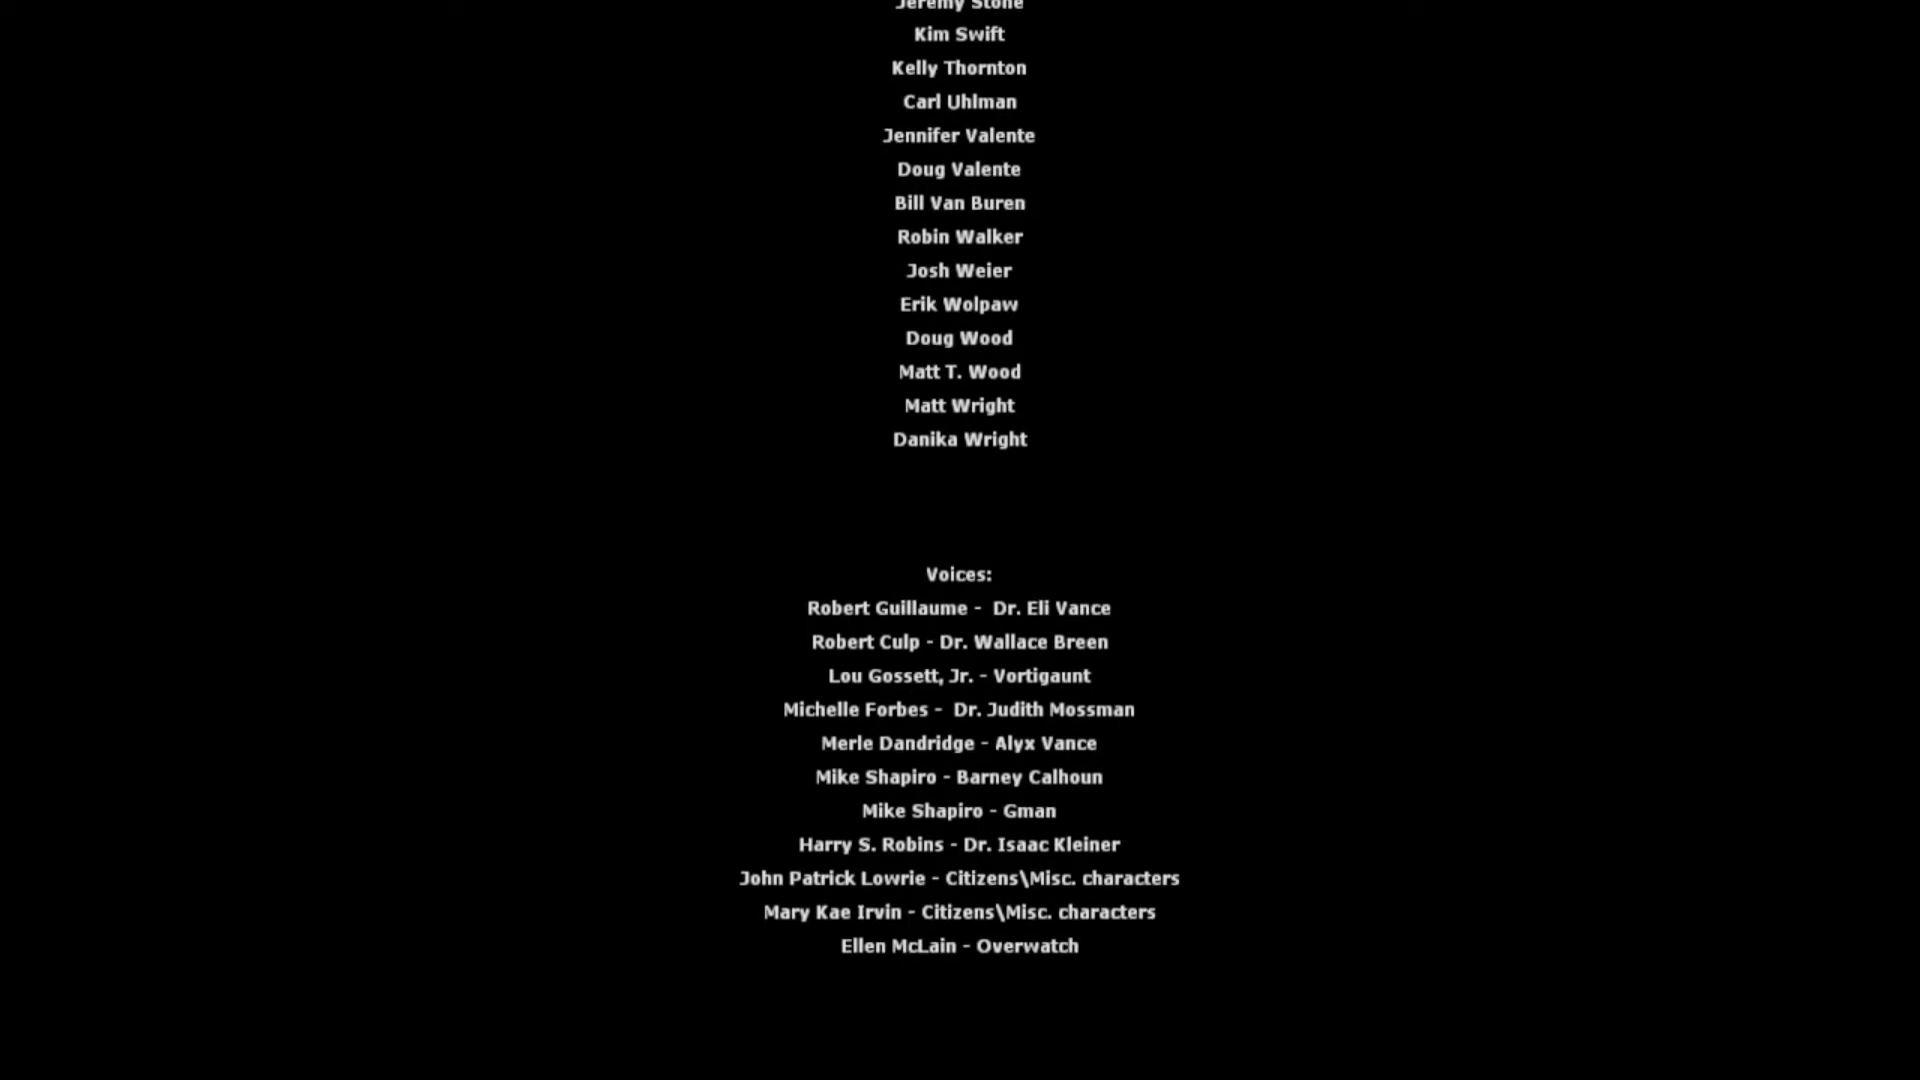 Jeremy Stone
Kim Swift
Kelly Thornton
Carl Uhlman
Jennifer Valente
Doug Valente
Bill Van Buren
Robin Walker
Josh Weier
Erik Wolpaw
Doug Wood
Matt T. Wood
Matt Wright
Danika Wright
Voices:
Robert Guillaume -  Dr. Eli Vance
Robert Culp - Dr. Wallace Breen
Lou Gossett, Jr. - Vortigaunt
Michelle Forbes -  Dr. Judith Mossman
Merle Dandridge - Alyx Vance
Mike Shapiro - Barney Calhoun
Mike Shapiro - Gman
Harry S. Robins - Dr. Isaac Kleiner
John Patrick Lowrie - Citizens\Misc. characters
Mary Kae Irvin - Citizens\Misc. characters
Ellen McLain - Overwatch